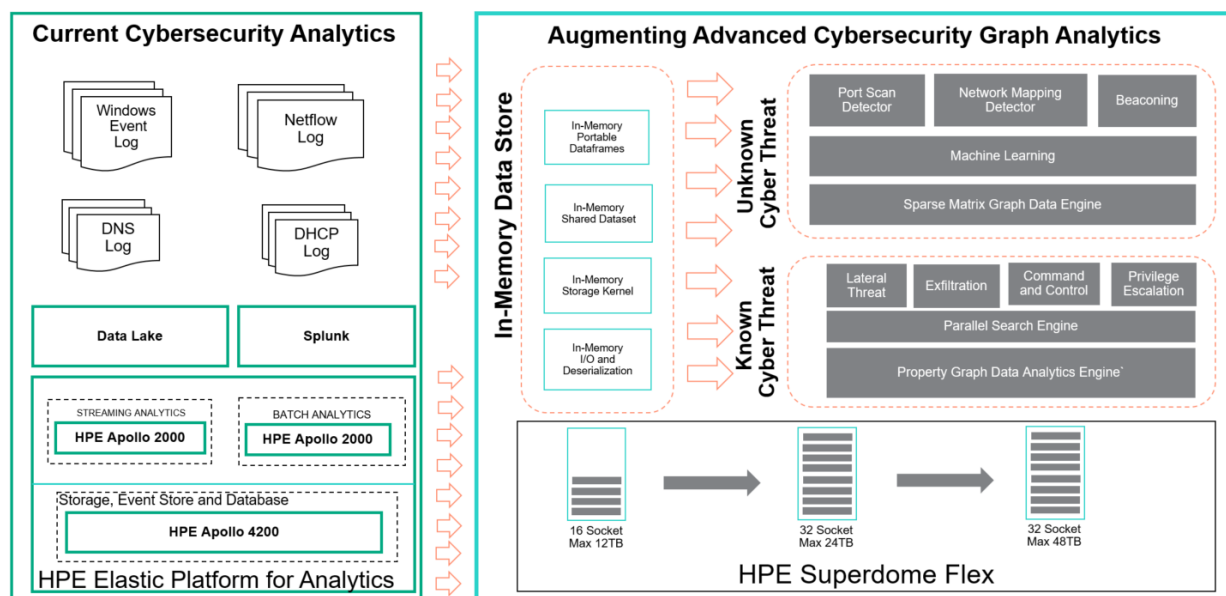 Current Cybersecurity Analytics
Windows
Event
Log
Netflow
Log
DNS
Log
DHCP
Log
Data Lake
Splunk
STREAMING ANALYTICS
HPE Apollo 2000
BATCH ANALYTICS
HPE Apollo 2000
Storage, Event Store and Database
HPE Apollo 4200
HPE Elastic Platform for Analytics
Augmenting Advanced Cybersecurity Graph Analytics
In-Memory Data Store
In-Memory
Portable
Dataframes
In-Memory
Shared Dataset
In-Memory
Storage Kernel
In-Memory
I/O and
Deserialization
Unknown
Cyber Threat
Port Scan
Detector
Network Mapping
Detector
Beaconing
Machine Learning
Sparse Matrix Graph Data Engine
Known
Cyber Threat
Lateral
Threat
Exfiltration
Command
and Control
Privilege
Escalation
Parallel Search Engine
Property Graph Data Analytics Engine`
16 Socket
Max 12TB
32 Socket
Max 24TB
32 Socket
Max 48TB
HPE Superdome Flex